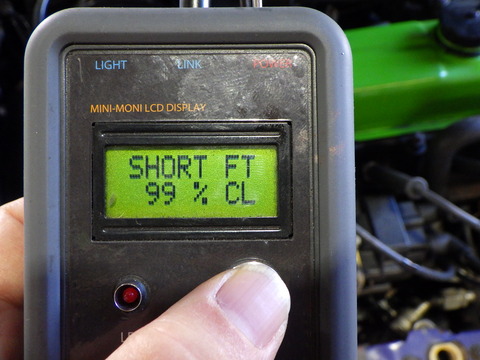 LIGHT LINK POWER
MINI-MONI LCD DISPLAY
SHORT FT
99 % CL